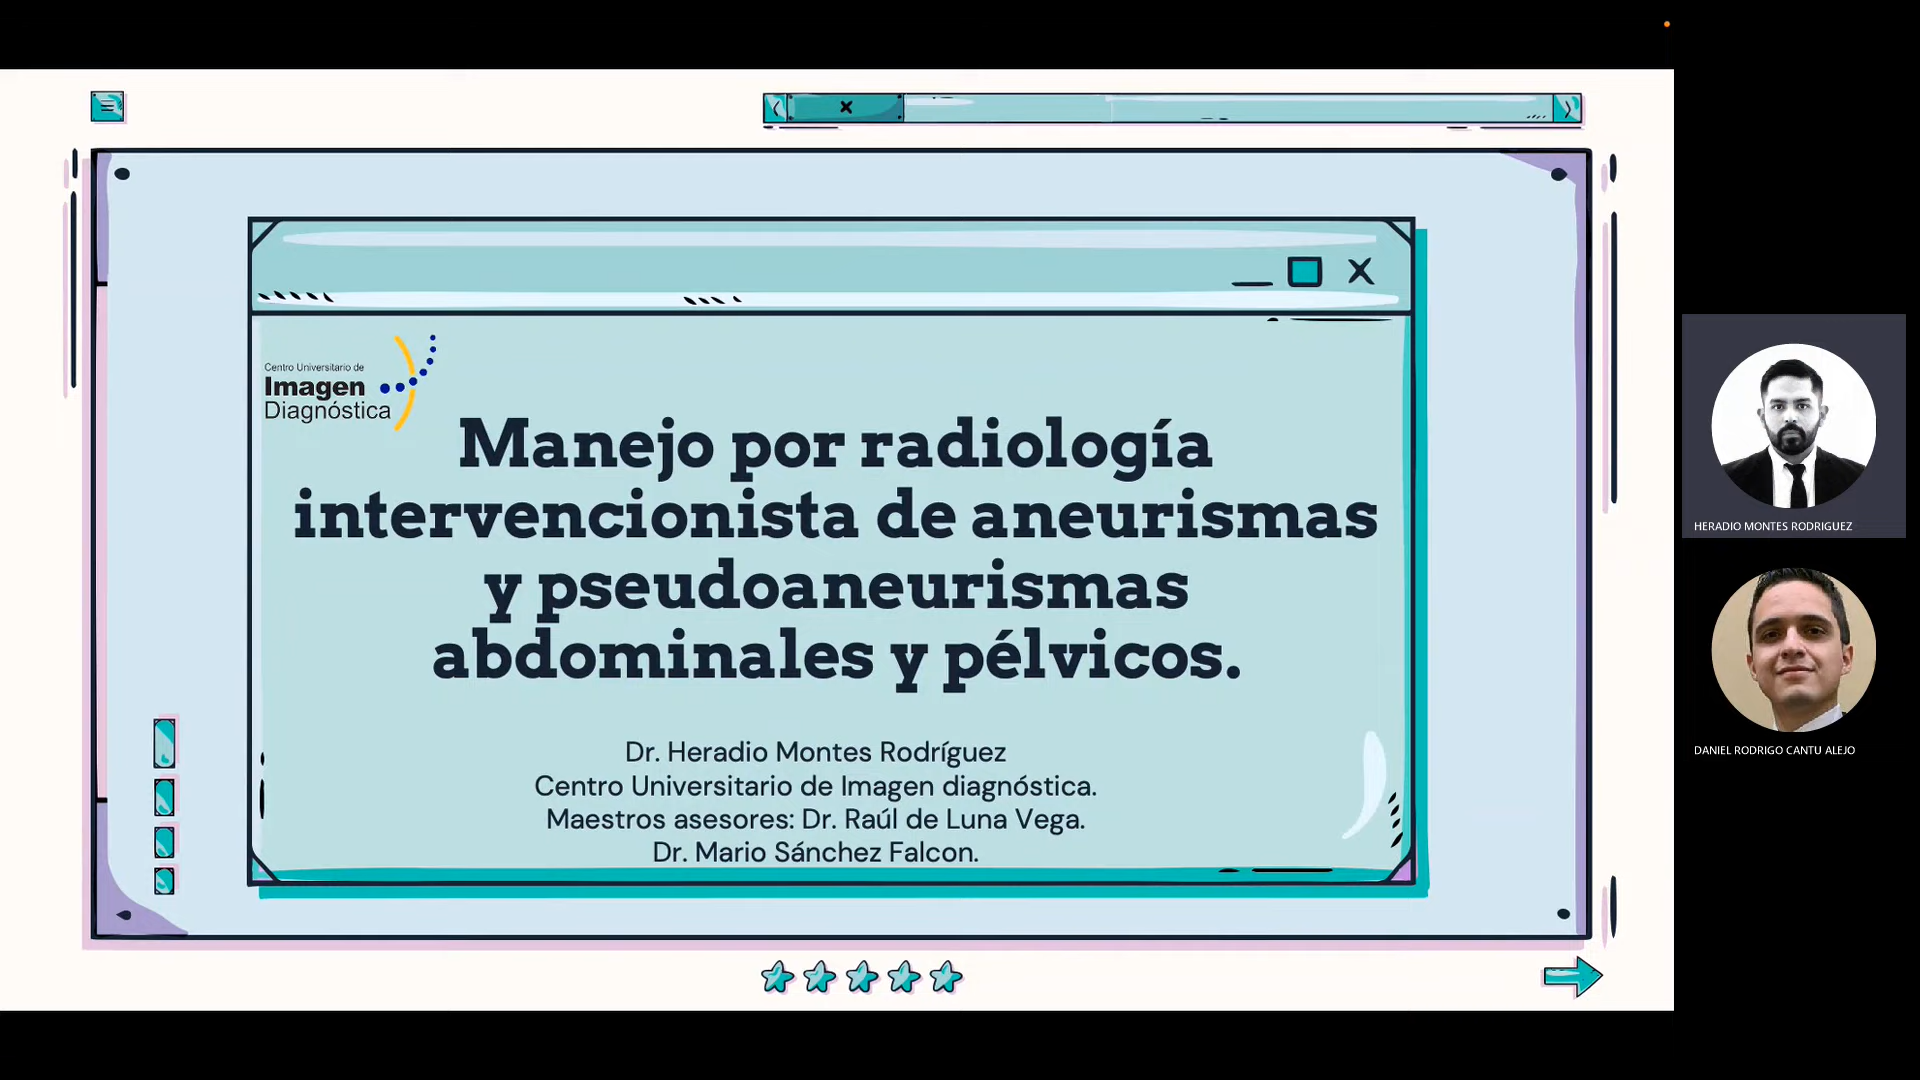 Centro Universitario de
Imagen
Diagnóstica
Manejo por radiología
intervencionista de aneurismas
y pseudoaneurismas
abdominales y pélvicos.
Dr. Heradio Montes Rodríguez
Centro Universitario de Imagen diagnóstica.
Maestros asesores: Dr. Raúl de Luna Vega.
Dr. Mario Sánchez Falcon.
HERADIO MONTES RODRIGUEZ
DANIEL RODRIGO CANTU ALEJO